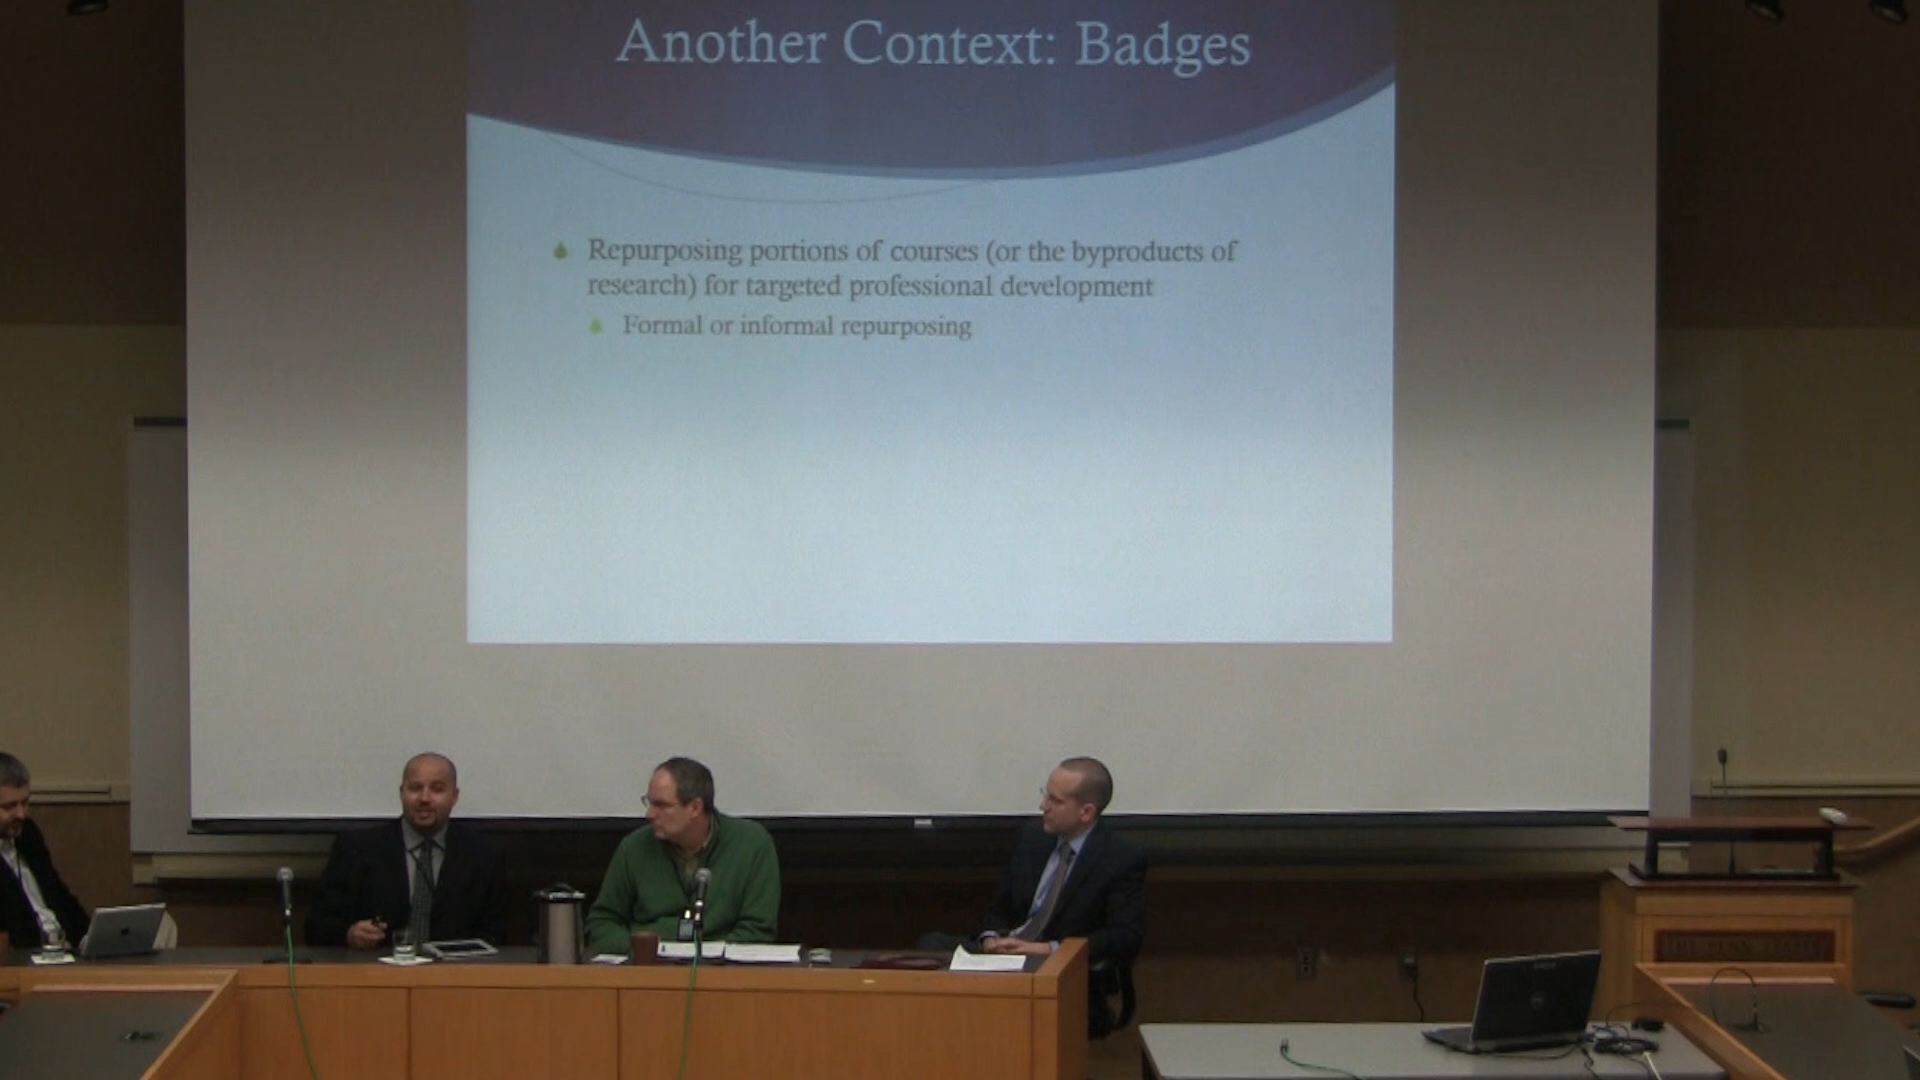 Another Context: Badges
Repurposing portions of courses (or the byproducts of
research) for targeted professional development
Formal or informal repurposing